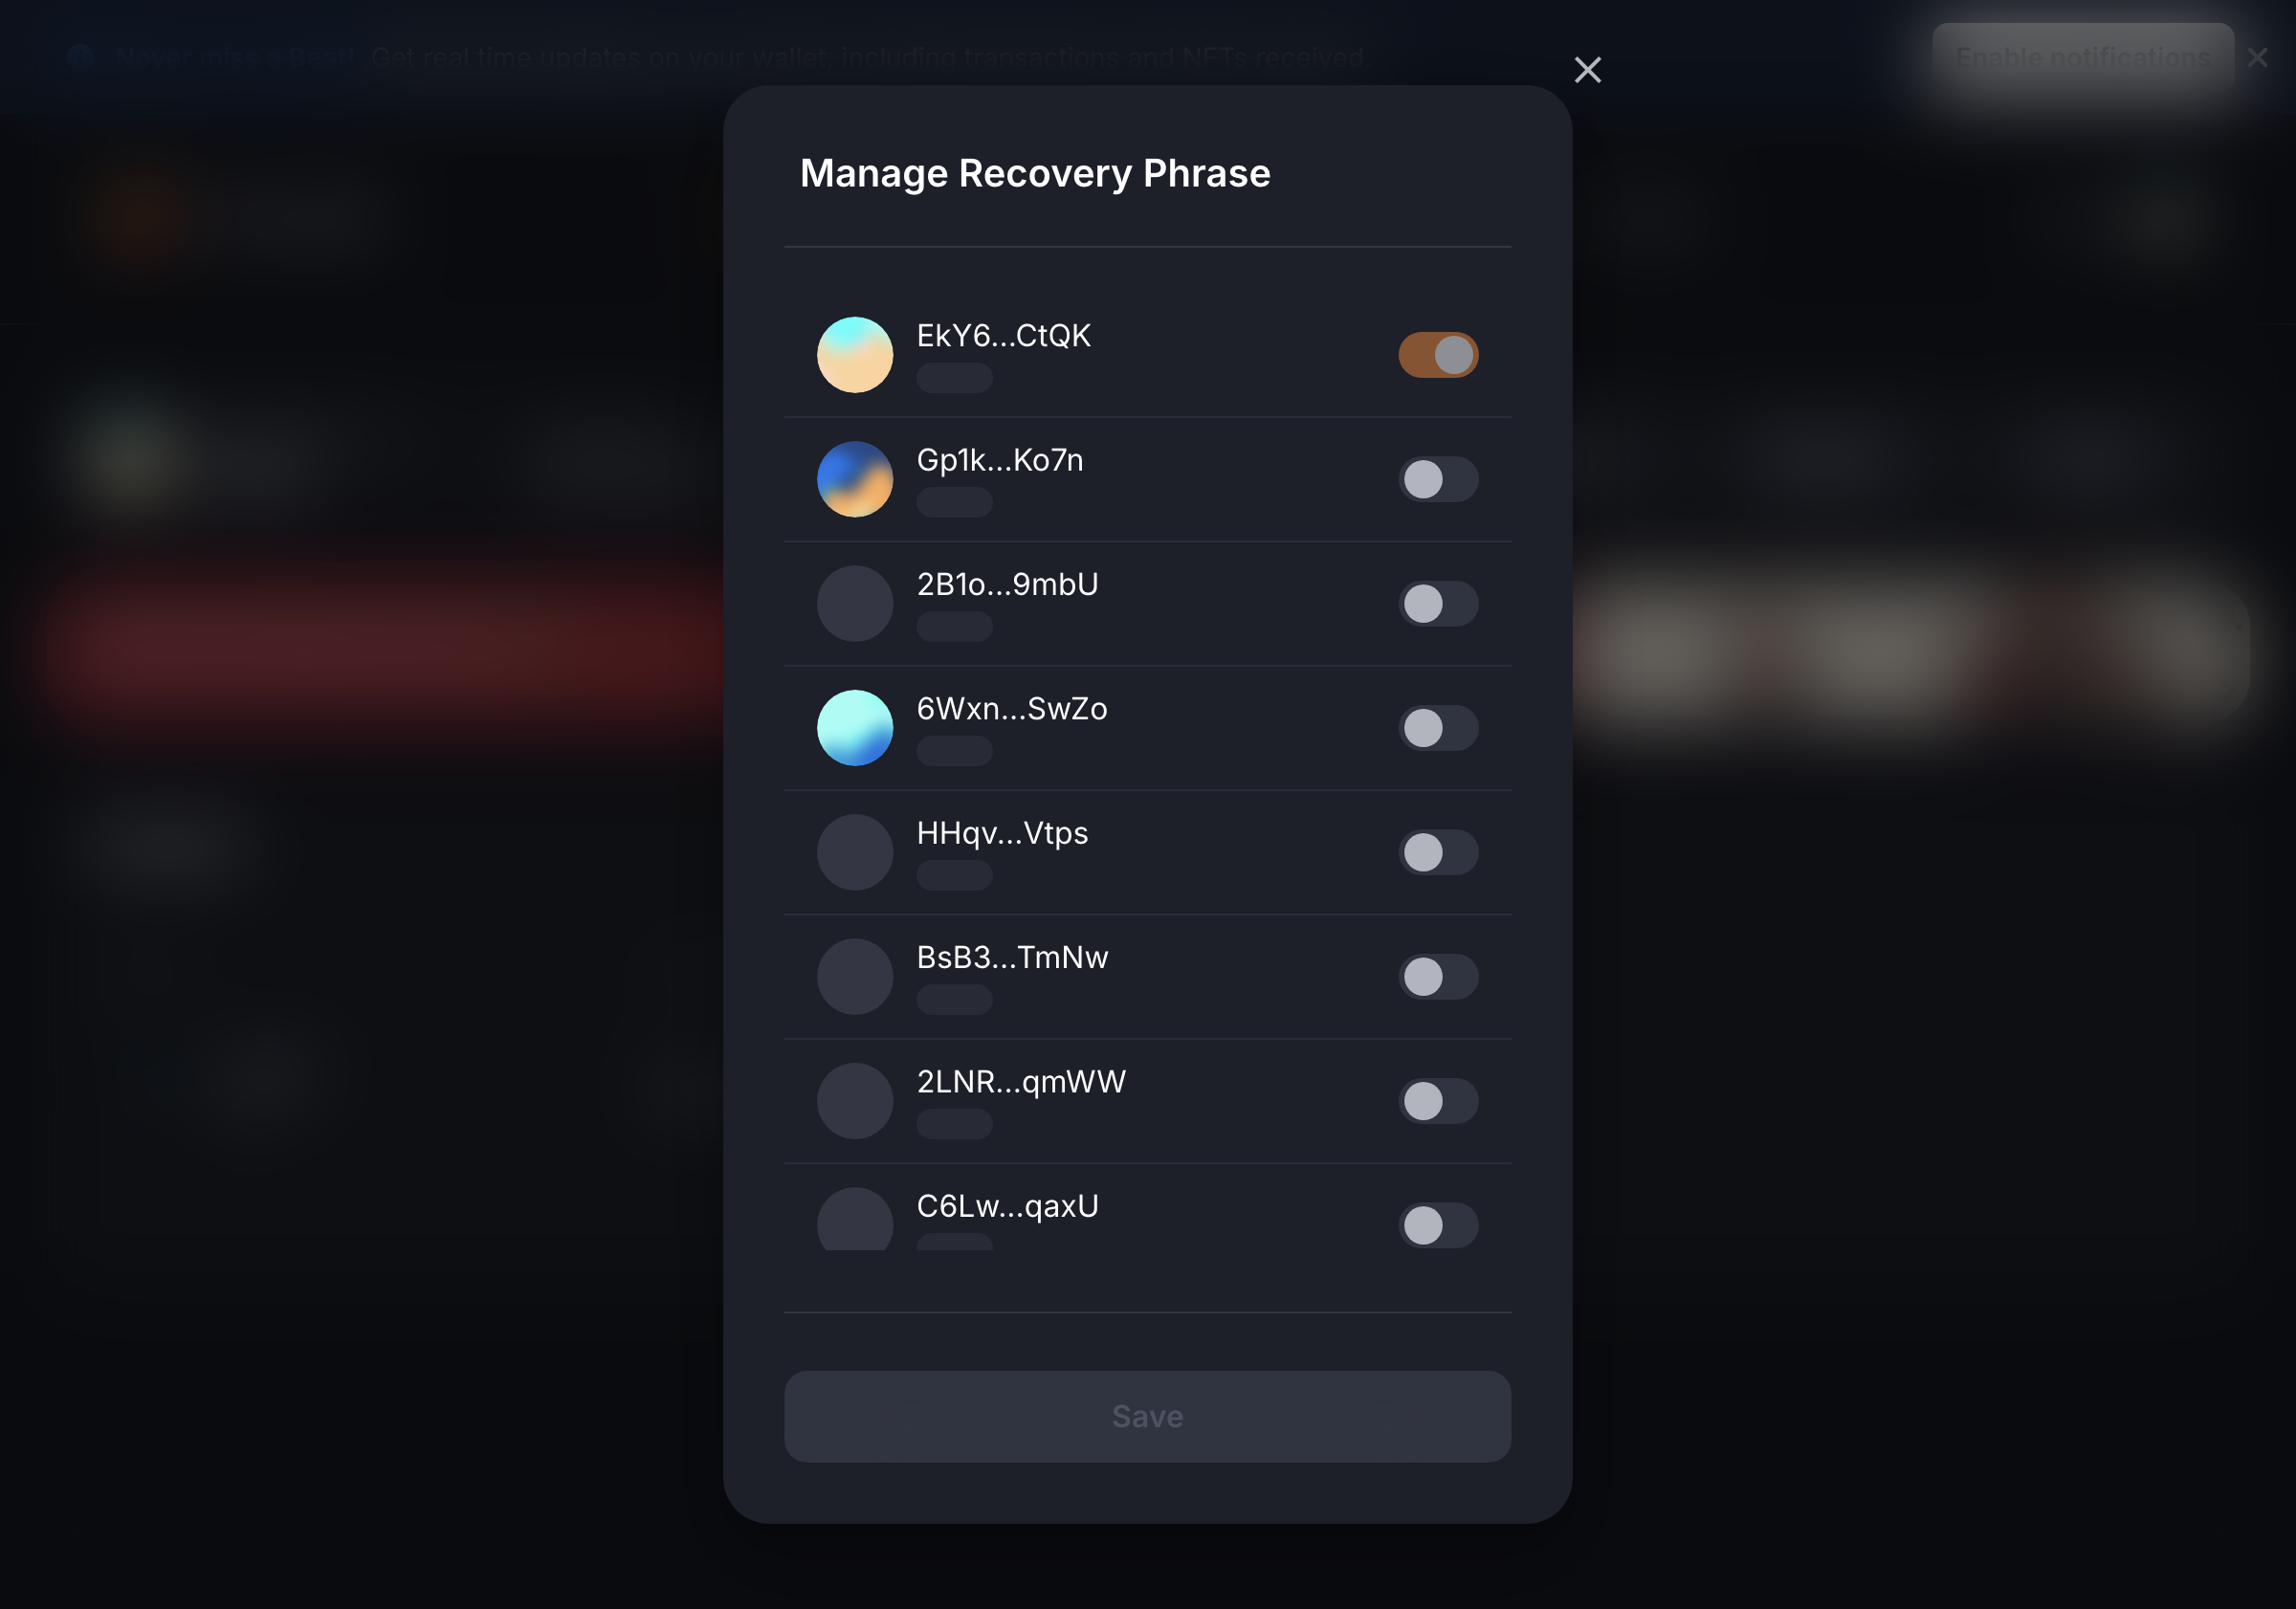 Never miss a Beat! Get real time updates on your wallet, including transactions and NFTs received.
Enable notifications
Manage Recovery Phrase
EkY6...CtQK
Gp1k...Ko7n
2B1o...9mbU
6Wxn...SwZo
HHqv...Vtps
BsB3...TmNw
2LNR...qmWW
C6Lw...qaxU
Save